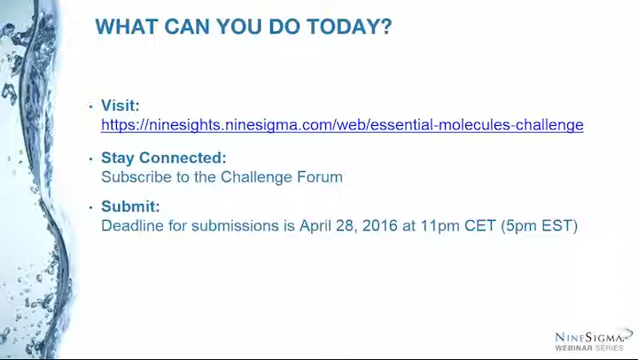 WHAT CAN YOU DO TODAY?
• Visit:
https://ninesights.ninesigma.com/web/essential-molecules-challenge
• Stay Connected:
Subscribe to the Challenge Forum
• Submit:
Deadline for submissions is April 28, 2016 at 11pm CET (5pm EST)
NINESIGMA
WEBINAR SERIES